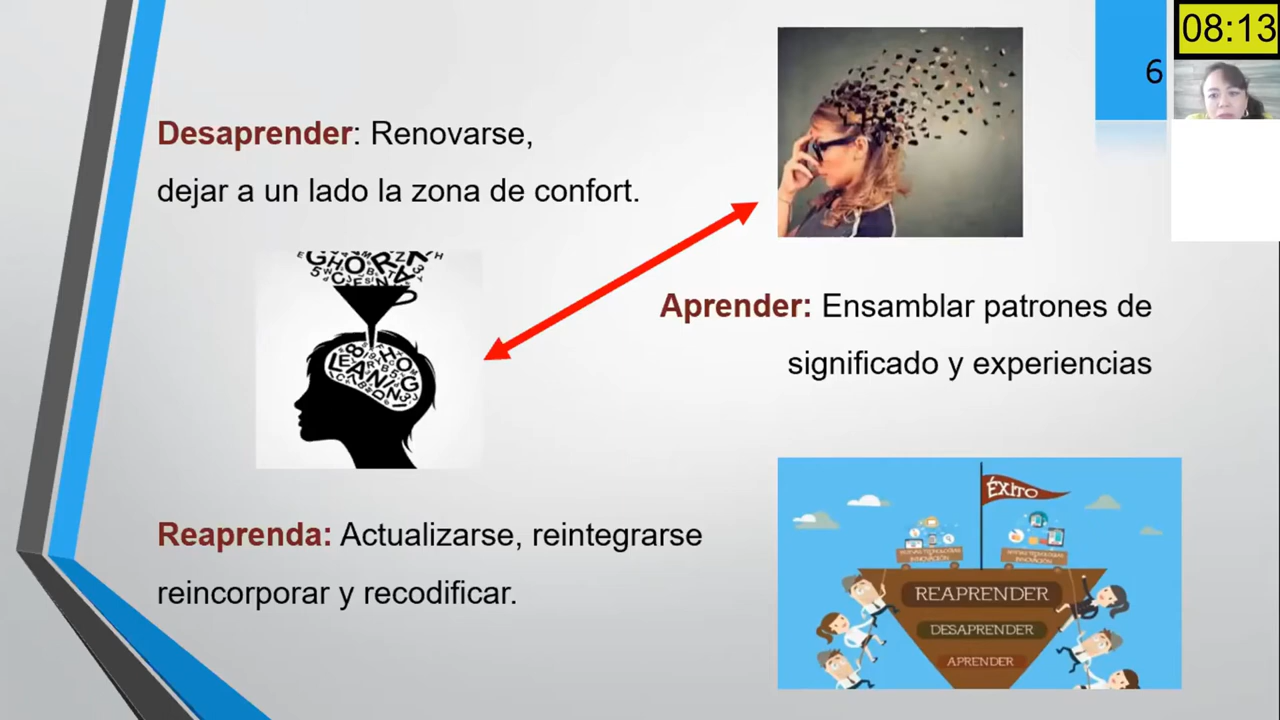 08:13
6
Desaprender: Renovarse,
dejar a un lado la zona de confort.
Aprender: Ensamblar patrones de
significado y experiencias
LEANING
Reaprenda: Actualizarse, reintegrarse
reincorporar y recodificar.
ÉXITO
REAPRENDER
DESAPRENDER
APRENDER